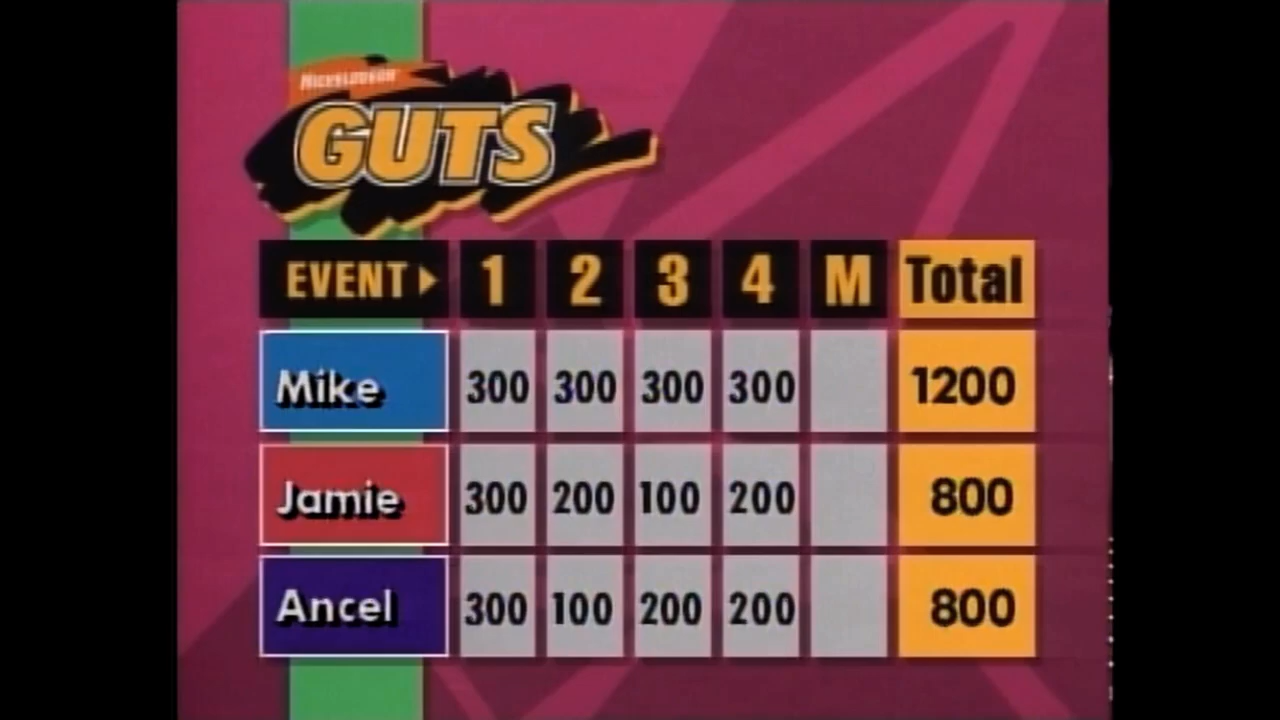 NICKELODEON
GUTS
EVENT 1 2 3 4 M Total
Mike 300 300 300 300 1200
Jamie 300 200 100 200 800
Ancel 300 100 200 200 800